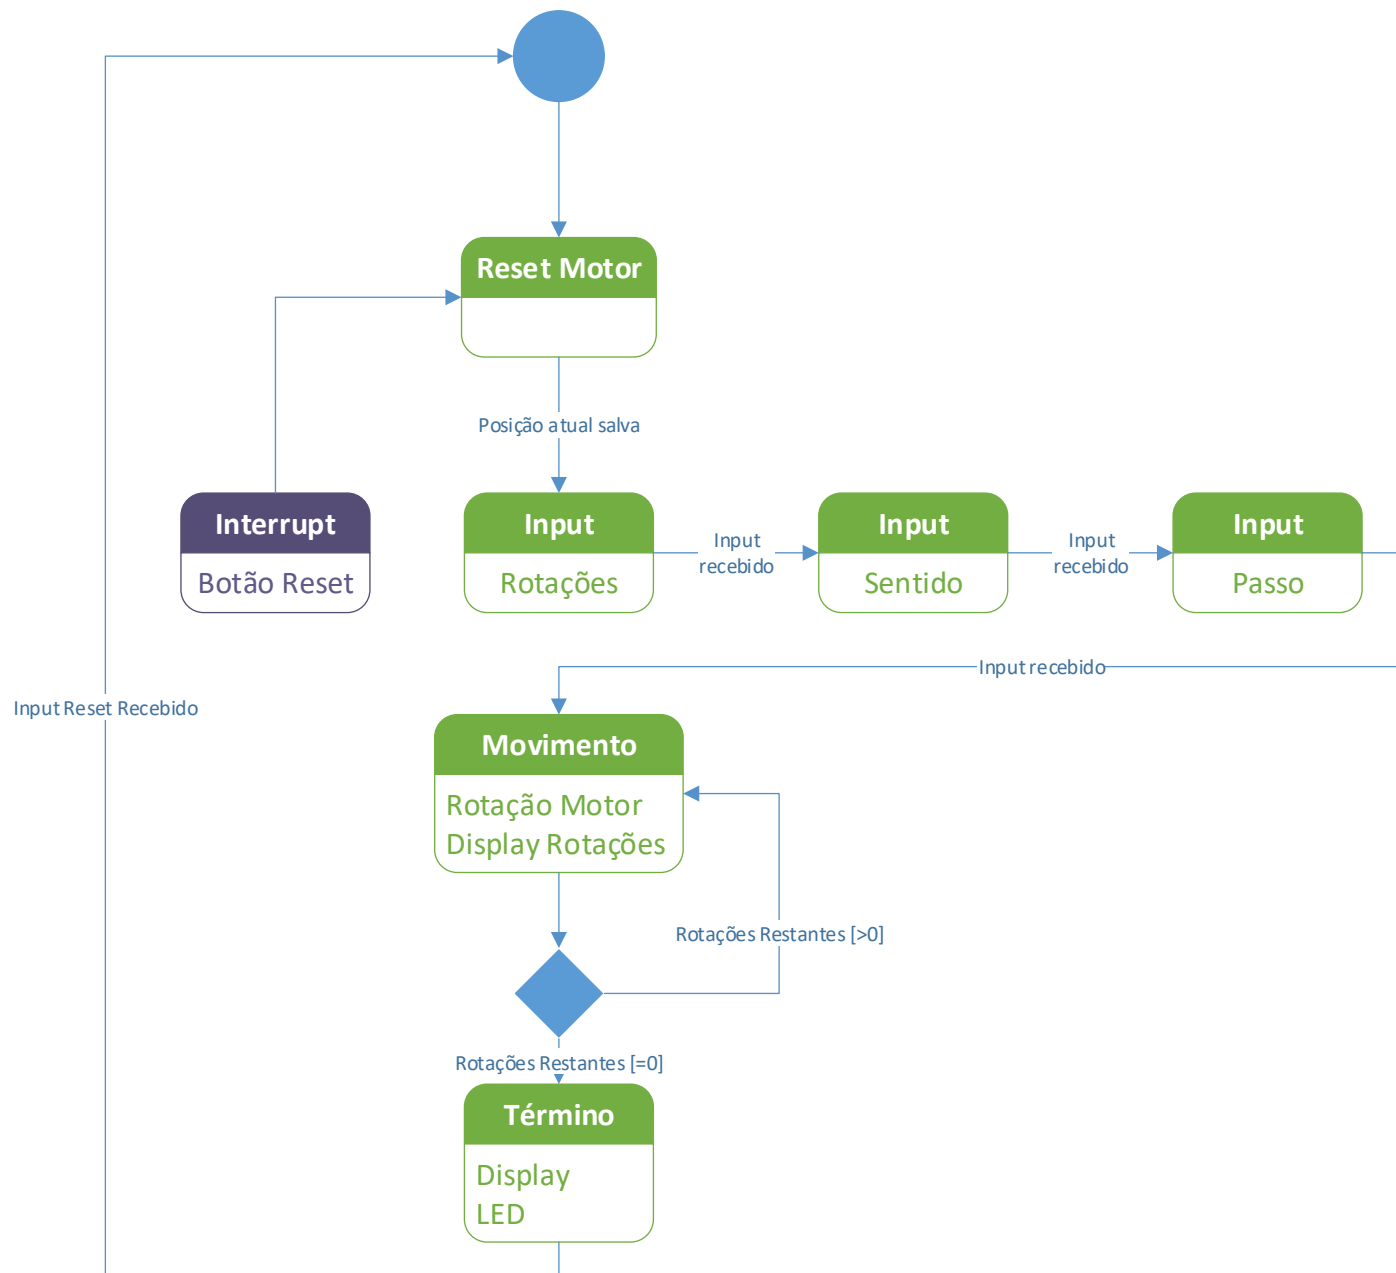 Reset Motor
Posição atual salva
Interrupt
Botão Reset
Input
Rotações
Input
recebido
Input
Sentido
Input
recebido
Input
Passo
Input recebido
Input Reset Recebido
Movimento
Rotação Motor
Display Rotações
Rotações Restantes [>0]
Rotações Restantes [=0]
Término
Display
LED